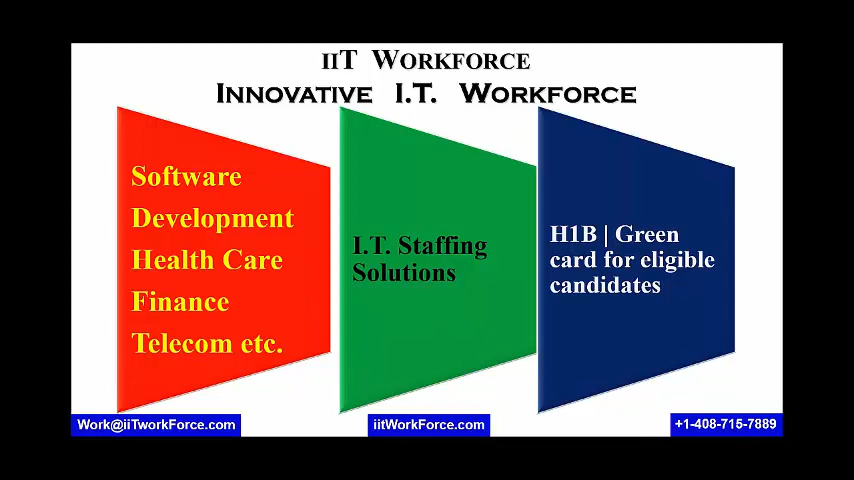 IIT WORKFORCE
INNOVATIVE I.T. WORKFORCE
Software
Development
Health Care
Finance
Telecom etc.
I.T. Staffing
Solutions
H1B | Green
card for eligible
candidates
Work@iiTworkForce.com
iitWorkForce.com
+1-408-715-7889